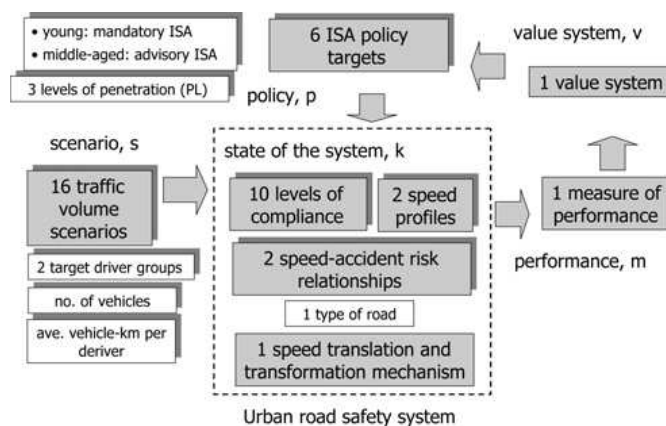 • young: mandatory ISA
• middle-aged: advisory ISA
3 levels of penetration (PL)
6 ISA policy
targets
policy, p
value system, v
1 value system
scenario, s
16 traffic
volume
scenarios
2 target driver groups
no. of vehicles
ave. vehicle-km per
deriver
state of the system, k
10 levels of
compliance
2 speed
profiles
2 speed-accident risk
relationships
1 type of road
1 speed translation and
transformation mechanism
Urban road safety system
1 measure of
performance
performance, m